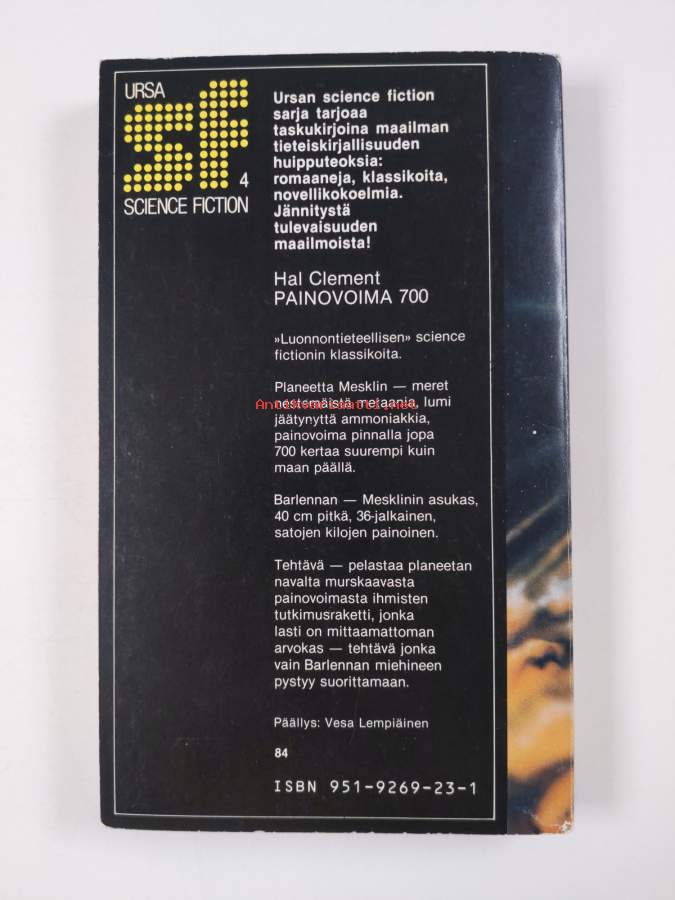 URSA
sf
4
SCIENCE FICTION
Ursan science fiction
sarja tarjoaa
taskukirjoina maailman
tieteiskirjallisuuden
huipputeoksia:
romaaneja, klassikoita,
novellikokoelmia.
Jännitystä
tulevaisuuden
maailmoista!
Hal Clement
PAINOVOIMA 700
»Luonnontieteellisen» science
fictionin klassikoita.
Planeetta Mesklin — meret
nestemäistä metaania, lumi
Antikvariaatti.net
jäätynyttä ammoniakkia,
painovoima pinnalla jopa
700 kertaa suurempi kuin
maan päällä.
Barlennan — Mesklinin asukas,
40 cm pitkä, 36-jalkainen,
satojen kilojen painoinen.
Tehtävä — pelastaa planeetan
navalta murskaavasta
painovoimasta ihmisten
tutkimusraketti, jonka
lasti on mittaamattoman
arvokas — tehtävä jonka
vain Barlennan miehineen
pystyy suorittamaan.
Päällys: Vesa Lempiäinen
84
ISBN 951-9269-23-1